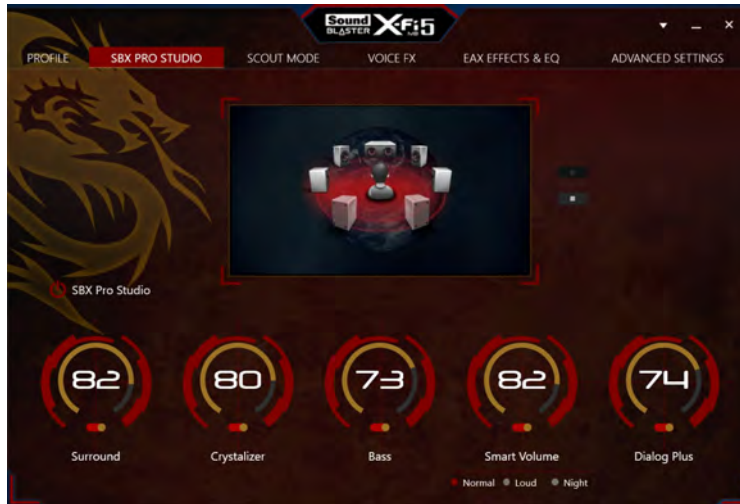 Sound BLASTER X-Fi5
PROFILE SBX PRO STUDIO SCOUT MODE VOICE FX EAX EFFECTS & EQ ADVANCED SETTINGS
SBX Pro Studio
82 80 73 82 74
Surround Crystalizer Bass Smart Volume Dialog Plus
Normal Loud Night